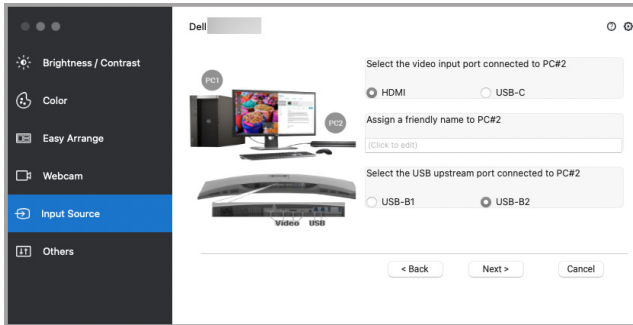 Dell
Brightness / Contrast
Color
Easy Arrange
Webcam
Input Source
Others
PC1
PC2
Video USB
Select the video input port connected to PC#2
HDMI USB-C
Assign a friendly name to PC#2
(Click to edit)
Select the USB upstream port connected to PC#2
USB-B1 USB-B2
< Back Next > Cancel